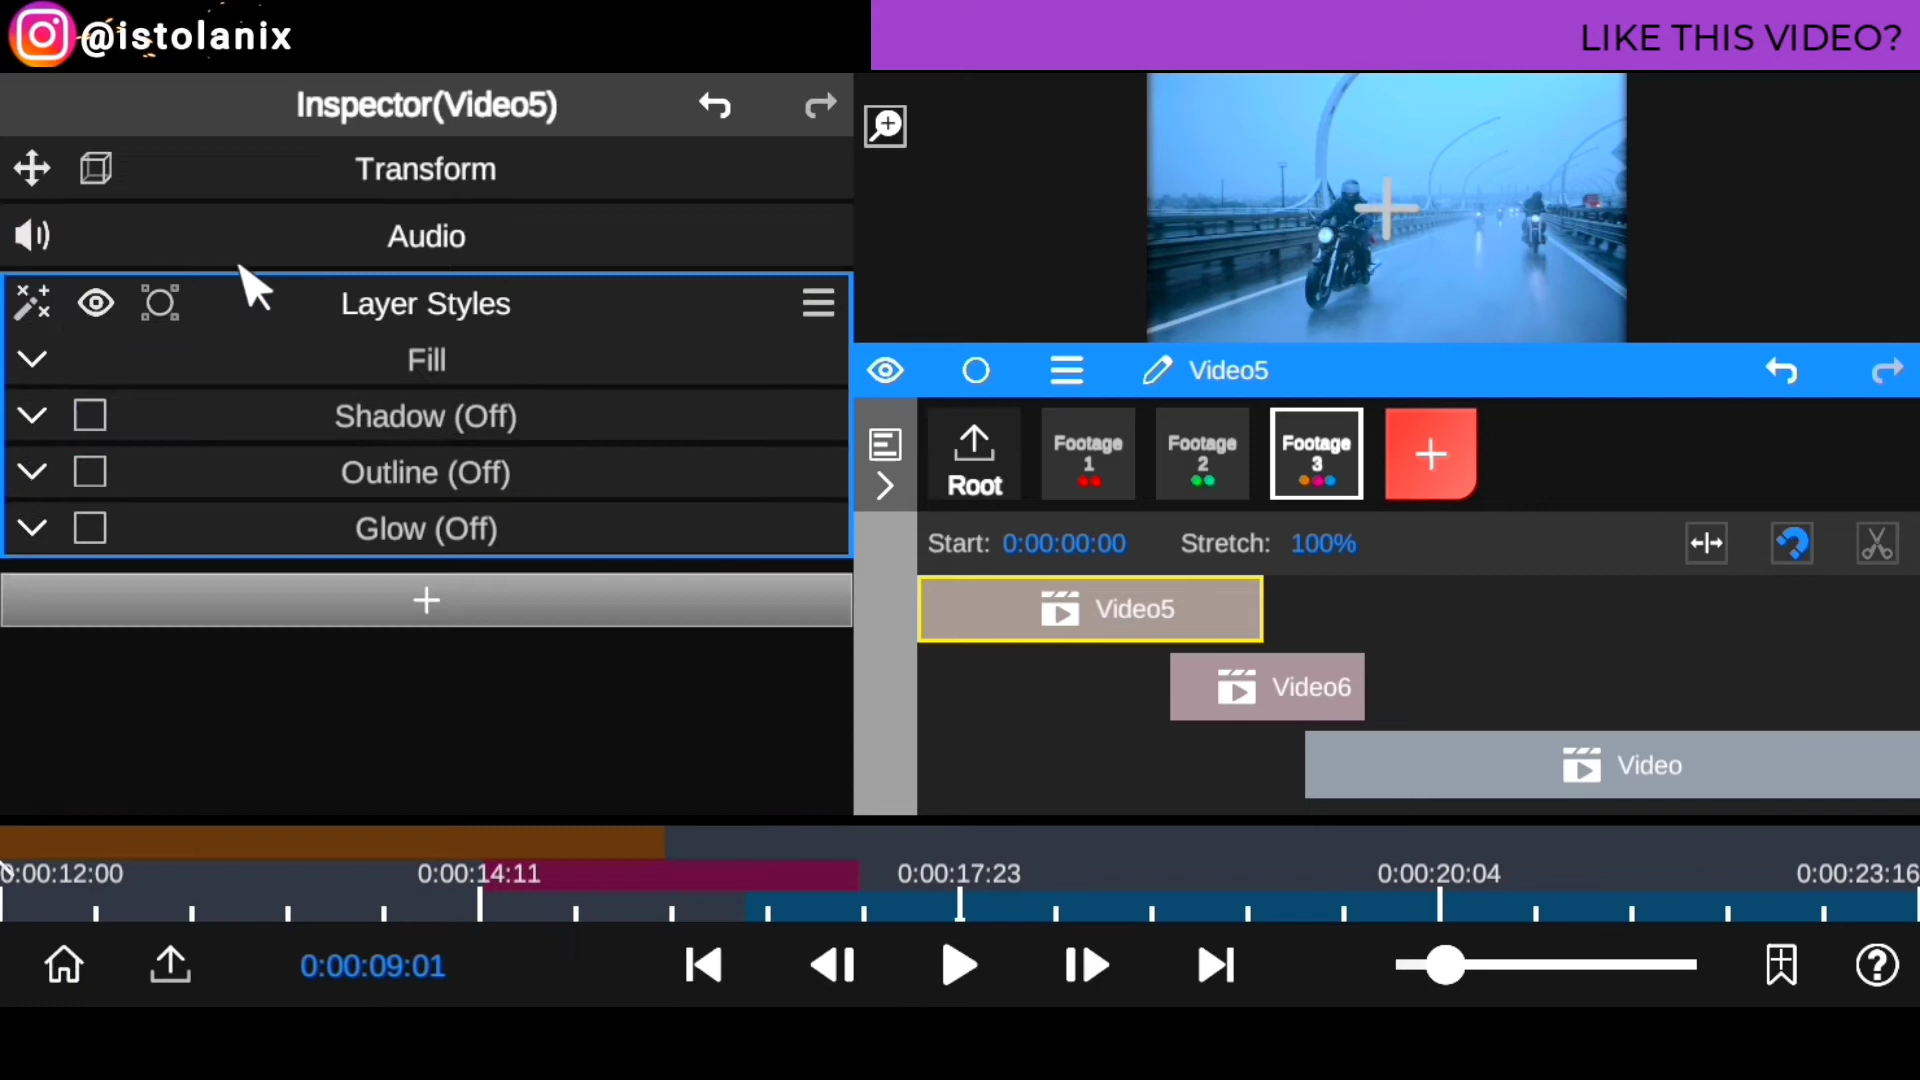 @istolanix
LIKE THIS VIDEO?
Inspector(Video5)
Transform
Audio
Layer Styles
Fill
Shadow (Off)
Outline (Off)
Glow (Off)
Video5
Root
Footage
1
Footage
2
Footage
3
Start: 0:00:00:00
Stretch: 100%
Video5
Video6
Video
0:00:12:00
0:00:14:11
0:00:17:23
0:00:20:04
0:00:23:16
0:00:09:01